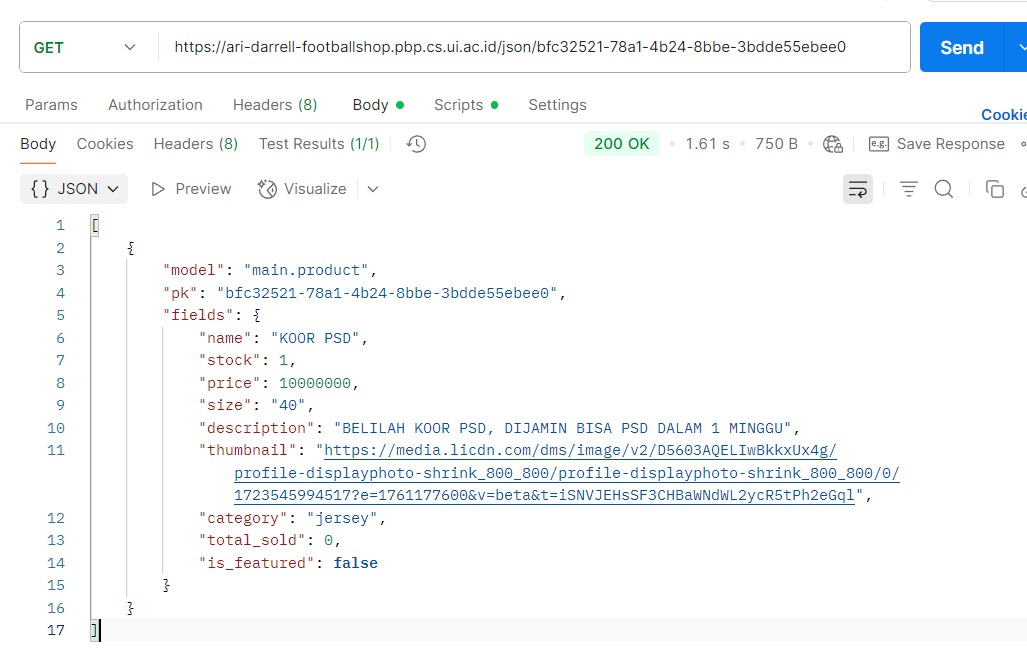 GET https://ari-darrell-footballshop.pbp.cs.ui.ac.id/json/bfc32521-78a1-4b24-8bbe-3bdde55ebee0 Send
Params Authorization Headers (8) Body Scripts Settings
Cookie
Body Cookies Headers (8) Test Results (1/1) 200 OK 1.61 s 750 B e.g. Save Response
{} JSON Preview Visualize
1 [
2 {
3 "model": "main.product",
4 "pk": "bfc32521-78a1-4b24-8bbe-3bdde55ebee0",
5 "fields": {
6 "name": "KOOR PSD",
7 "stock": 1,
8 "price": 10000000,
9 "size": "40",
10 "description": "BELILAH KOOR PSD, DIJAMIN BISA PSD DALAM 1 MINGGU",
11 "thumbnail": "https://media.licdn.com/dms/image/v2/D5603AQELIwBkkxUx4g/
profile-displayphoto-shrink_800_800/profile-displayphoto-shrink_800_800/0/
1723545994517?e=1761177600&v=beta&t=iSNVJEHsSF3CHBaWNdWL2ycR5tPh2eGql",
12 "category": "jersey",
13 "total_sold": 0,
14 "is_featured": false
15 }
16 }
17 ]